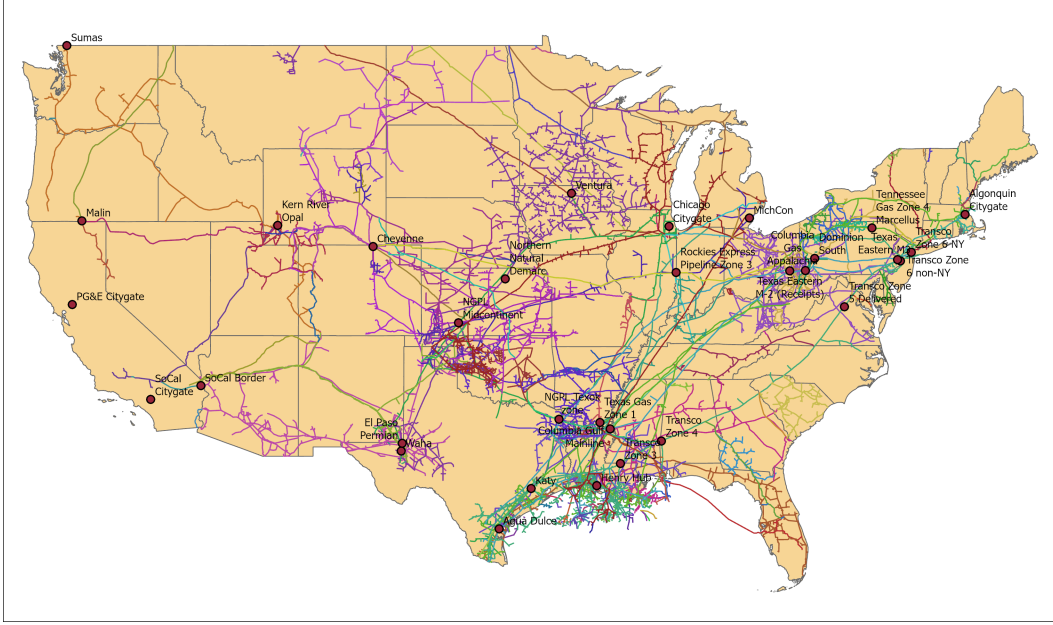 Sumas
Malin
PG&E Citygate
SoCal
Citygate
SoCal Border
Kern River
Opal
Cheyenne
El Paso
Permian
Waha
Northern
Natural
Demarc
NGPL
Midcontinent
Ventura
Chicago
Citygate
MichCon
Rockies Express
Pipeline Zone 3
Columbia
Gas
Appalachia
Dominion
South
Texas Eastern
M-2 (Receipts)
Tennessee
Gas Zone 4
Marcellus
Texas
Eastern M3
Algonquin
Citygate
Transco
Zone 6 NY
Transco Zone
6 non-NY
Transco Zone
5 Delivered
NGPL Texok
zone
Texas Gas
Zone 1
Columbia Gulf
Mainline
Transco
Zone 4
Transco
Zone 3
Henry Hub
Katy
Agua Dulce